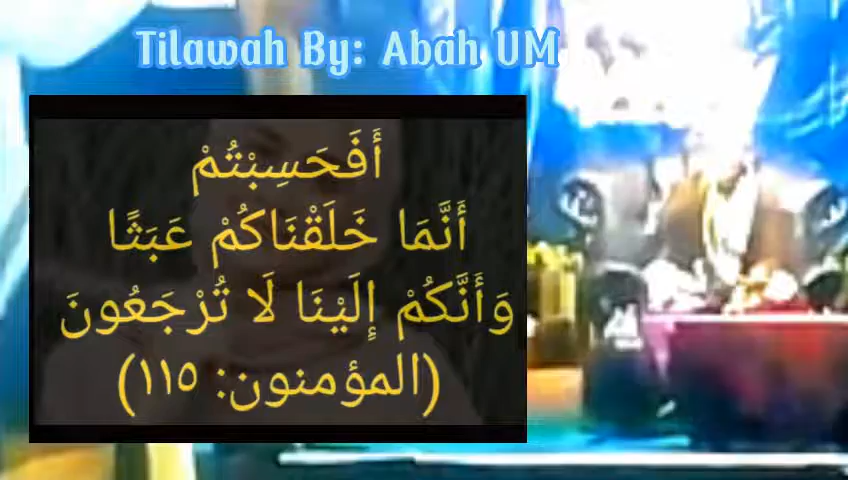 Tilawah By: Abah UM
أَفَحَسِبْتُمْ
أَنَّمَا خَلَقْنَاكُمْ عَبَثًا
وَأَنَّكُمْ إِلَيْنَا لَا تُرْجَعُونَ
(المؤمنون: ١١٥)